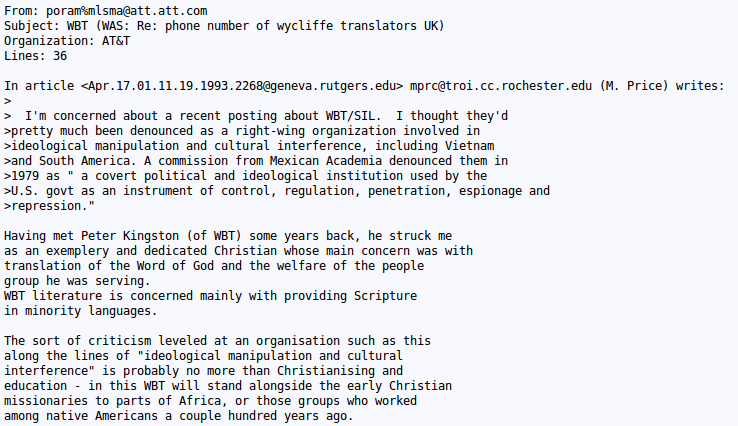 From: poram%mlsma@att.att.com
Subject: WBT (WAS: Re: phone number of wycliffe translators UK)
Organization: AT&T
Lines: 36

In article <Apr.17.01.11.19.1993.2268@geneva.rutgers.edu> mprc@troi.cc.rochester.edu (M. Price) writes:
>
>  I'm concerned about a recent posting about WBT/SIL.  I thought they'd
>pretty much been denounced as a right-wing organization involved in
>ideological manipulation and cultural interference, including Vietnam
>and South America. A commission from Mexican Academia denounced them in
>1979 as " a covert political and ideological institution used by the
>U.S. govt as an instrument of control, regulation, penetration, espionage and
>repression."

Having met Peter Kingston (of WBT) some years back, he struck me
as an exemplery and dedicated Christian whose main concern was with
translation of the Word of God and the welfare of the people
group he was serving.
WBT literature is concerned mainly with providing Scripture
in minority languages.

The sort of criticism leveled at an organisation such as this
along the lines of "ideological manipulation and cultural
interference" is probably no more than Christianising and
education - in this WBT will stand alongside the early Christian
missionaries to parts of Africa, or those groups who worked
among native Americans a couple hundred years ago.